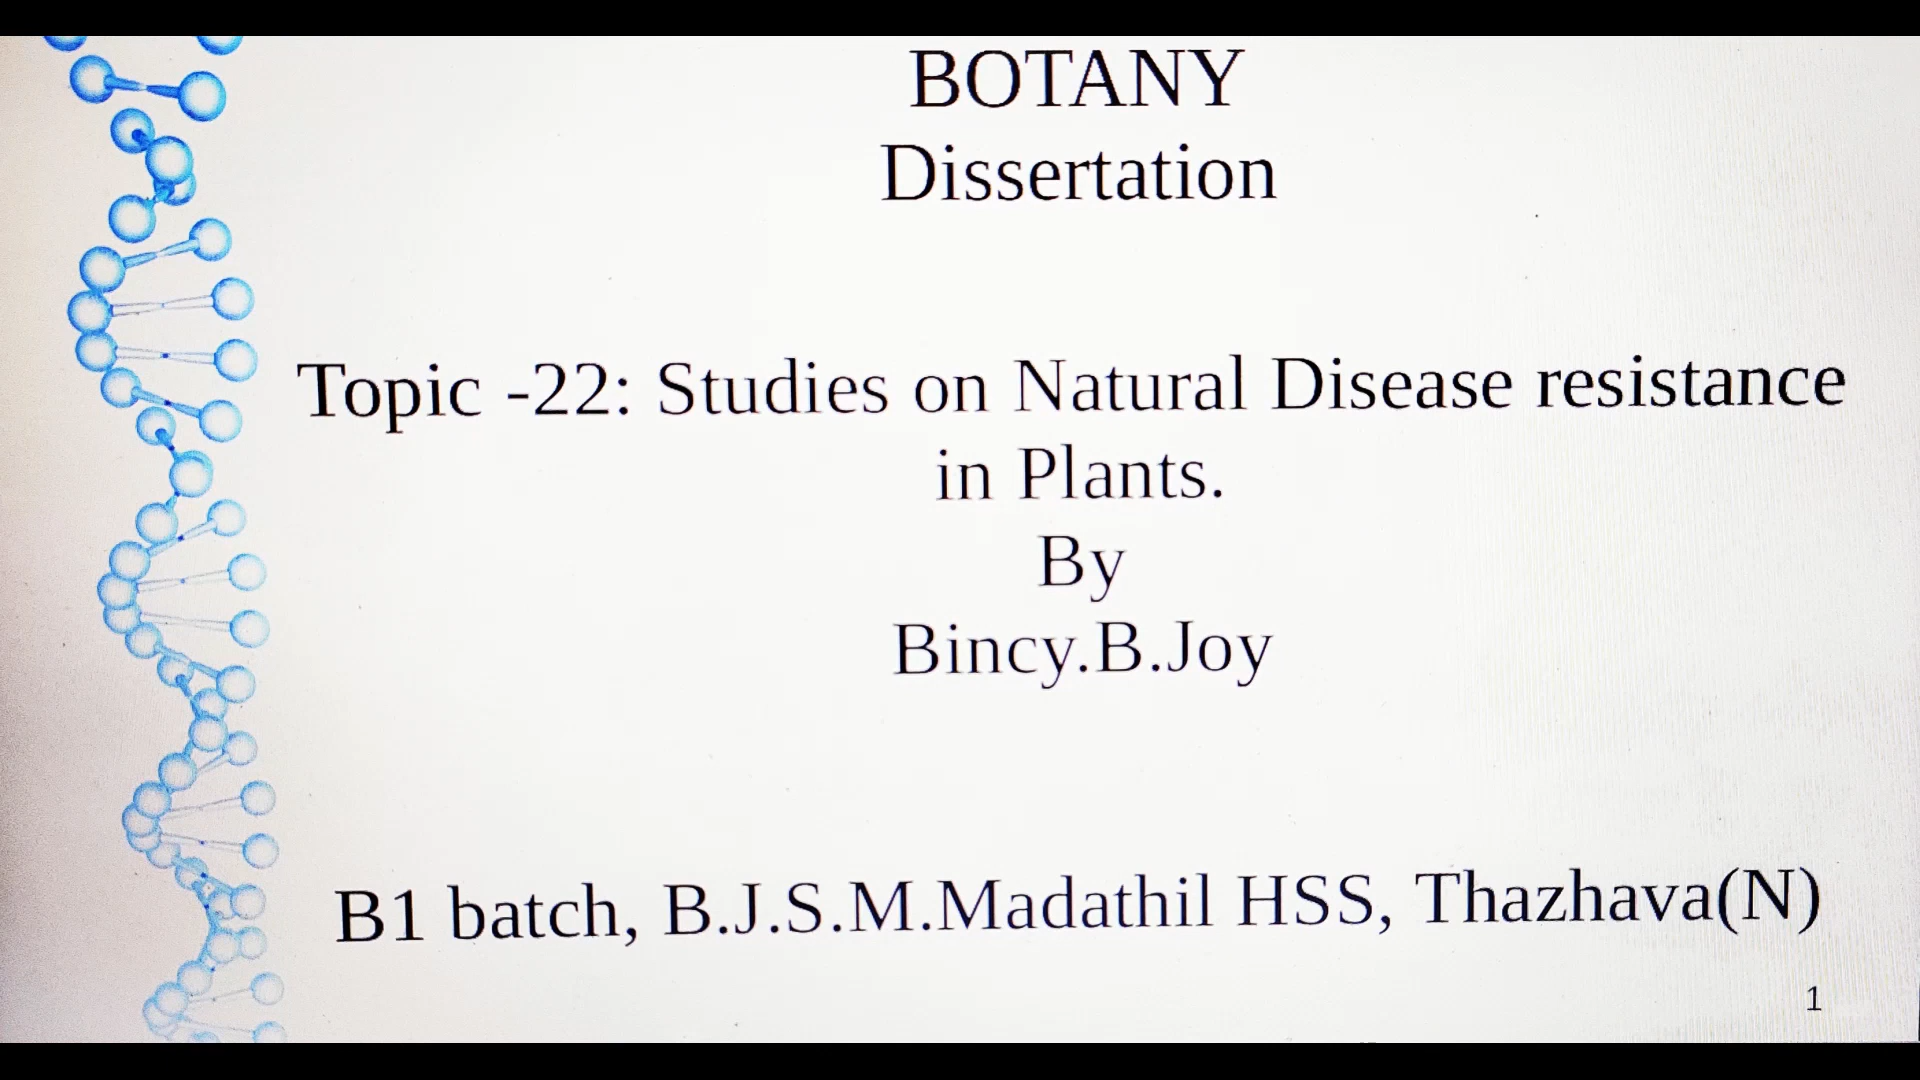 BOTANY
Dissertation
Topic -22: Studies on Natural Disease resistance
in Plants.
By
Bincy.B.Joy
B1 batch, B.J.S.M.Madathil HSS, Thazhava(N)
1